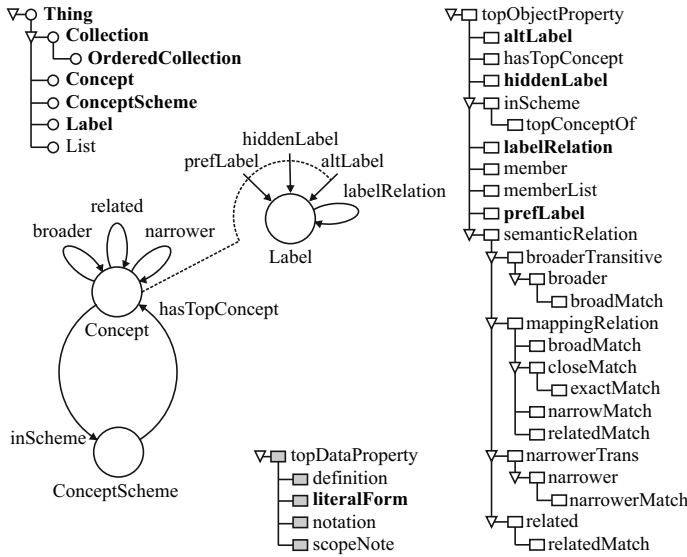 Thing
Collection
OrderedCollection
Concept
ConceptScheme
Label
List
hiddenLabel
prefLabel
altLabel
labelRelation
Label
related
broader
narrower
Concept
hasTopConcept
inScheme
ConceptScheme
topDataProperty
definition
literalForm
notation
scopeNote
topObjectProperty
altLabel
hasTopConcept
hiddenLabel
inScheme
topConceptOf
labelRelation
member
memberList
prefLabel
semanticRelation
broaderTransitive
broader
broadMatch
mappingRelation
broadMatch
closeMatch
exactMatch
narrowMatch
relatedMatch
narrowerTrans
narrower
narrowerMatch
related
relatedMatch